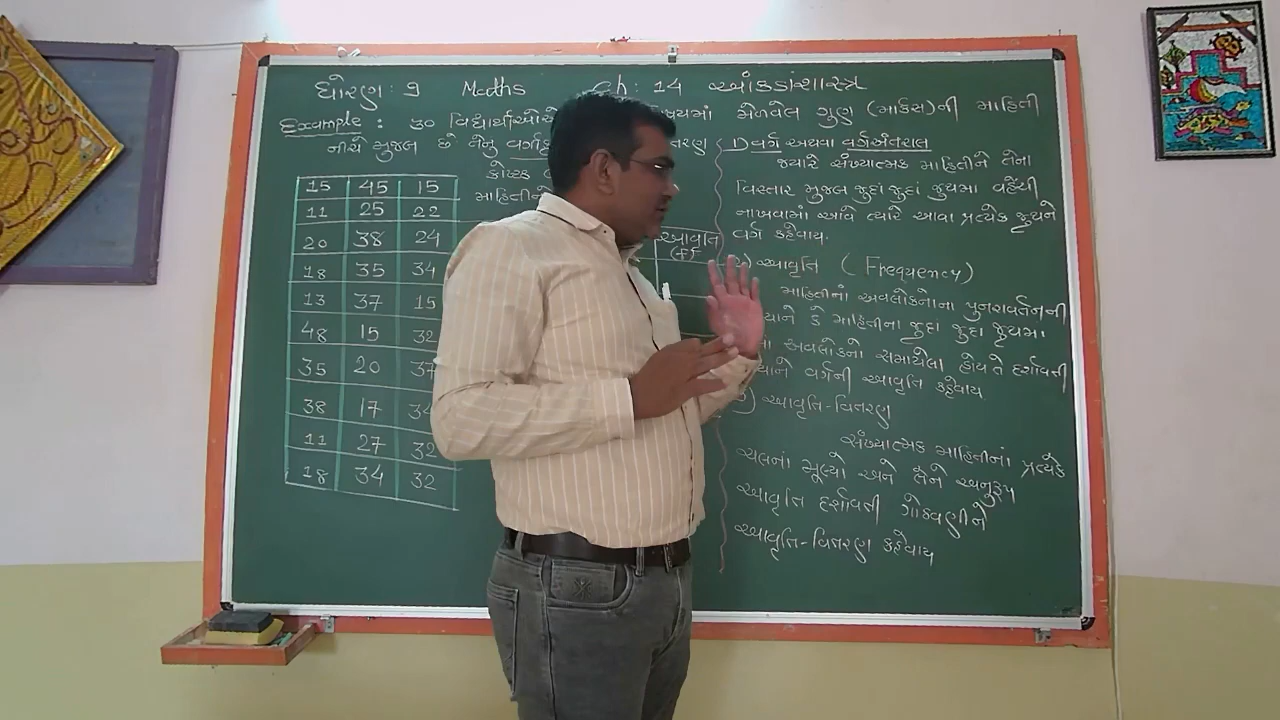 ધોરણ : 9 Maths Ch : 14 આંકડાશાસ્ત્ર
Example : 30 વિદ્યાર્થીઓએ વિષયમાં મેળવેલ ગુણ (માર્કસ)ની માહિતી
નીચે મુજબ છે તેનું
કોષ્ટક
માહિતીને
15 45 15
11 25 22
20 38 24
18 35 34
13 37 15
48 15 32
35 20 37
38 17
11 27 32
18 34 32
(f)
1) વર્ગ અથવા વર્ગઅંતરાલ
જ્યારે સંખ્યાત્મક માહિતીને તેના
વિસ્તાર મુજબ જુદાં જુદાં જુથમાં વહેંચી
નાખવામાં આવે ત્યારે આવા પ્રત્યેક જુથને
વર્ગ કહેવાય.
આવૃતિ (Frequency)
માહિતીનાં અવલોકનોના પુનરાવર્તનની
કે માહિતીના જુદા જુદા જુથમાં
અવલોકનો સમાયેલા હોય તે દર્શાવતી
વર્ગની આવૃતિ કહેવાય.
આવૃતિ-વિતરણ
સંખ્યાત્મક માહિતીનાં પ્રત્યેક
ચલનાં મૂલ્યો અને તેને અનુરૂપ
આવૃતિ દર્શાવતી ગોઠવણીને
આવૃતિ-વિતરણ કહેવાય